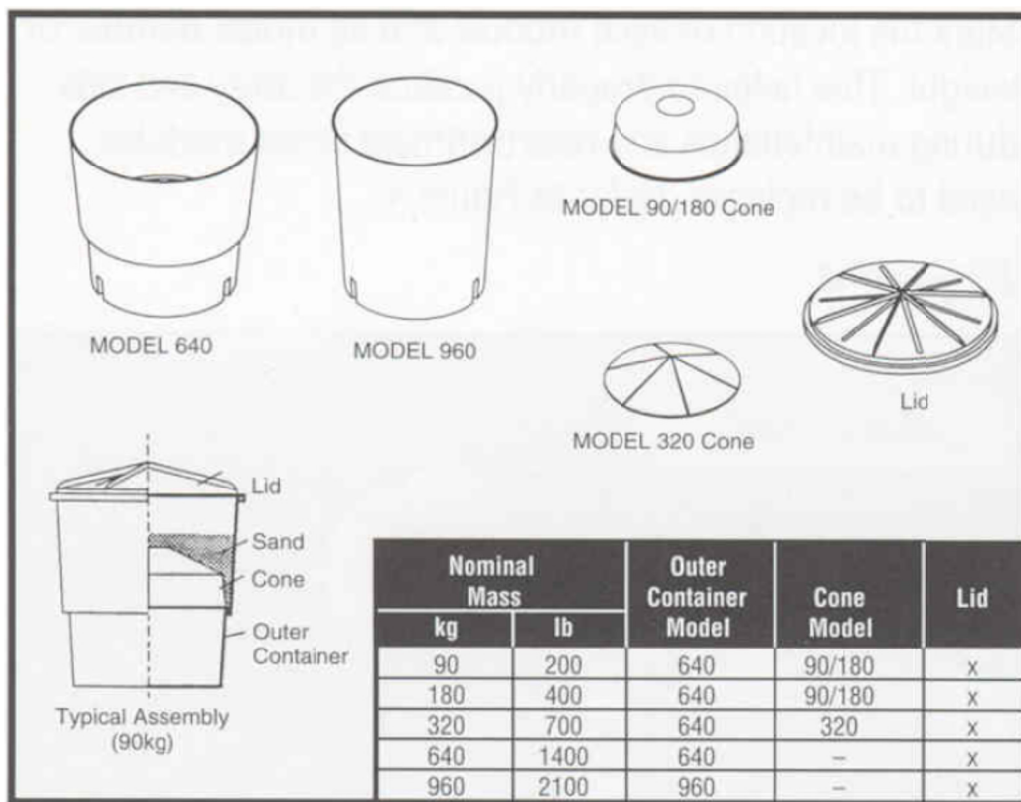 MODEL 640
MODEL 960
MODEL 90/180 Cone
MODEL 320 Cone
Lid
Lid
Sand
Cone
Outer
Container
Typical Assembly
(90kg)
Nominal Mass | Outer Container Model | Cone Model | Lid
kg | lb
90 | 200 | 640 | 90/180 | x
180 | 400 | 640 | 90/180 | x
320 | 700 | 640 | 320 | x
640 | 1400 | 640 | – | x
960 | 2100 | 960 | – | x